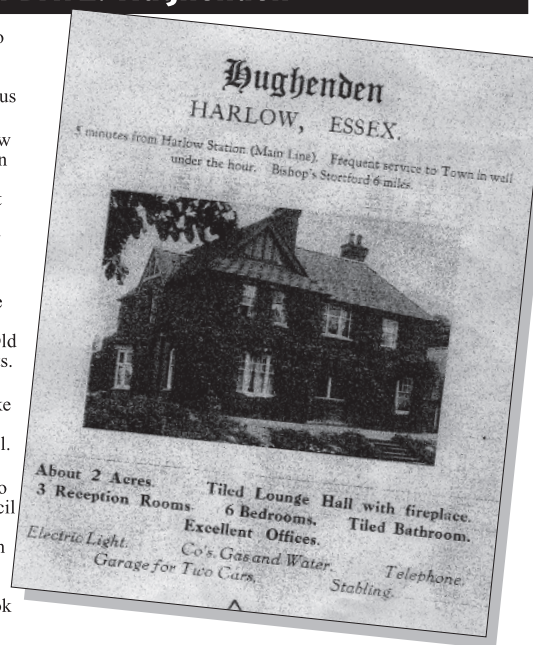 Hughenden
HARLOW, ESSEX.
5 minutes from Harlow Station (Main Line). Frequent service to Town in well
under the hour. Bishop's Stortford 6 miles.
About 2 Acres. Tiled Lounge Hall with fireplace.
3 Reception Rooms. 6 Bedrooms. Tiled Bathroom.
Excellent Offices.
Electric Light. Co's. Gas and Water. Telephone.
Garage for Two Cars. Stabling.